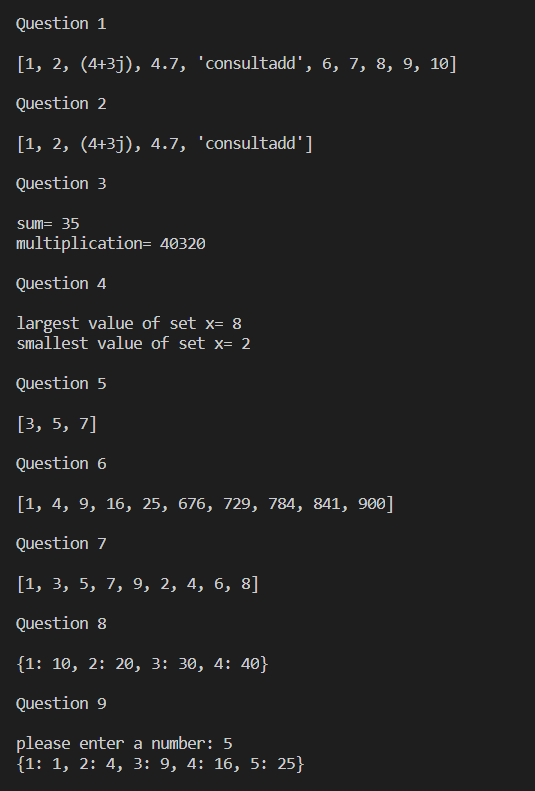 Question 1
[1, 2, (4+3j), 4.7, 'consultadd', 6, 7, 8, 9, 10]
Question 2
[1, 2, (4+3j), 4.7, 'consultadd']
Question 3
sum= 35
multiplication= 40320
Question 4
largest value of set x= 8
smallest value of set x= 2
Question 5
[3, 5, 7]
Question 6
[1, 4, 9, 16, 25, 676, 729, 784, 841, 900]
Question 7
[1, 3, 5, 7, 9, 2, 4, 6, 8]
Question 8
{1: 10, 2: 20, 3: 30, 4: 40}
Question 9
please enter a number: 5
{1: 1, 2: 4, 3: 9, 4: 16, 5: 25}